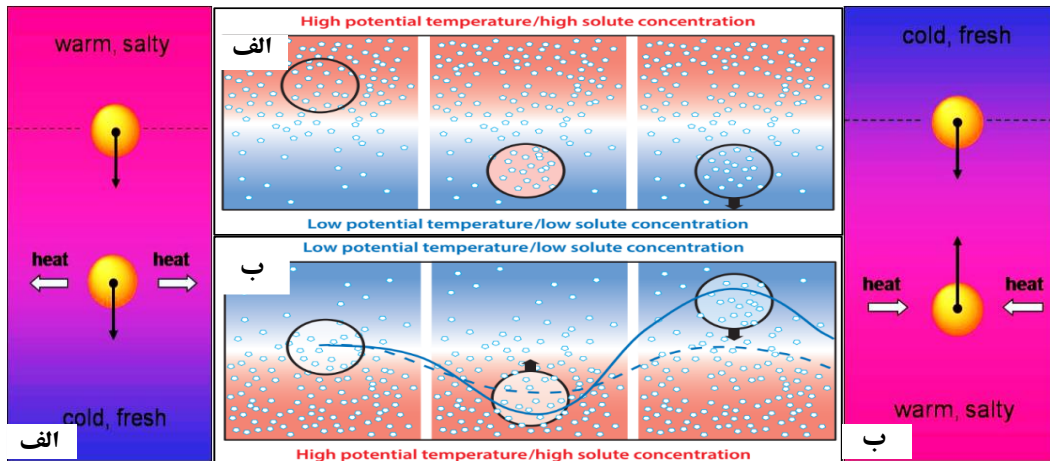 warm, salty
heat
heat
cold, fresh
الف
High potential temperature/high solute concentration
الف
Low potential temperature/low solute concentration
Low potential temperature/low solute concentration
ب
High potential temperature/high solute concentration
cold, fresh
heat
heat
warm, salty
ب